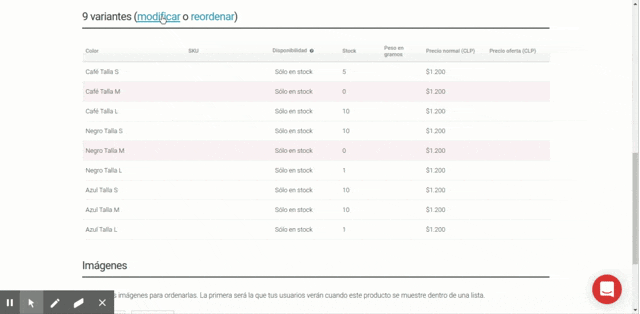 9 variantes (modificar o reordenar)
Color SKU Disponibilidad Stock Peso en gramos Precio normal (CLP) Precio oferta (CLP)
Café Talla S Sólo en stock 5 $1.200
Café Talla M Sólo en stock 0 $1.200
Café Talla L Sólo en stock 10 $1.200
Negro Talla S Sólo en stock 10 $1.200
Negro Talla M Sólo en stock 0 $1.200
Negro Talla L Sólo en stock 1 $1.200
Azul Talla S Sólo en stock 10 $1.200
Azul Talla M Sólo en stock 10 $1.200
Azul Talla L Sólo en stock 1 $1.200
Imágenes
s imágenes para ordenarlas. La primera será la que tus usuarios verán cuando este producto se muestre dentro de una lista.